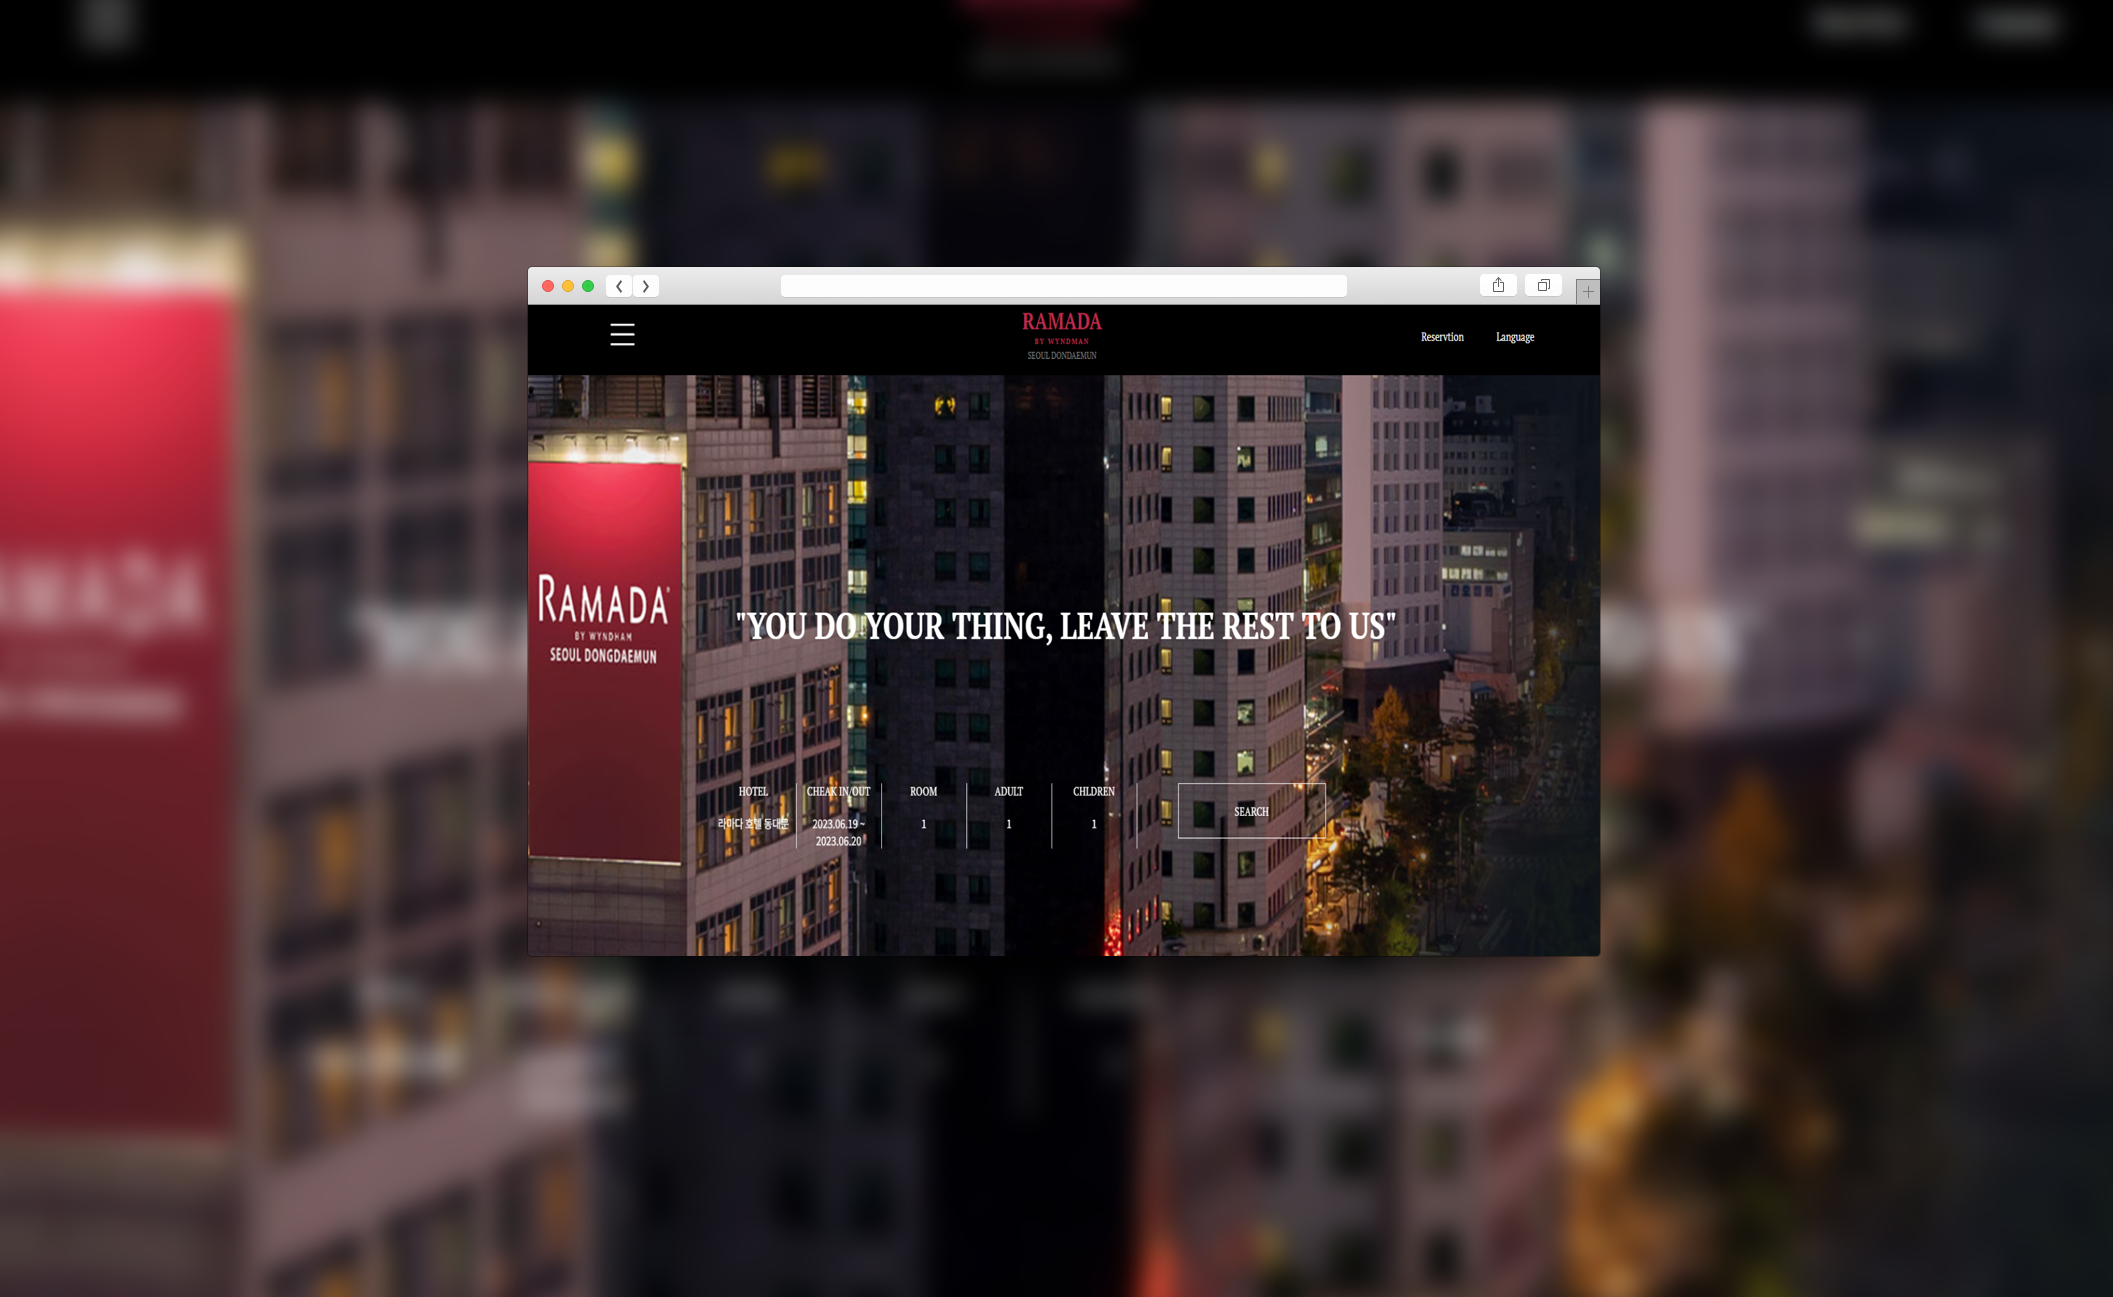 RAMADA
BY WYNDMAN
SEOUL DONDAEMUN
Reservtion
Language
RAMADA
BY WYNDHAM
SEOUL DONGDAEMUN
"YOU DO YOUR THING, LEAVE THE REST TO US"
HOTEL
라마다 호텔 동대문
CHEAK IN/OUT
2023.06.19 ~
2023.06.20
ROOM
1
ADULT
1
CHLDREN
1
SEARCH